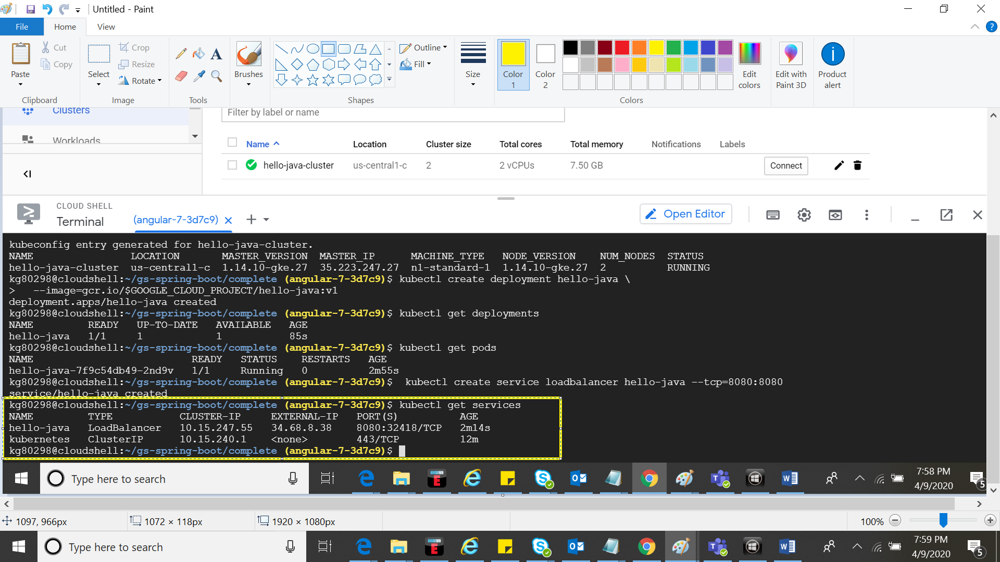 Untitled - Paint
File Home View
Paste
Cut
Copy
Clipboard
Select
Crop
Resize
Rotate
Image
Tools
Brushes
Shapes
Outline
Fill
Size
Color 1
Color 2
Colors
Edit colors
Edit with Paint 3D
Product alert
Clusters
Workloads
Filter by label or name
Name Location Cluster size Total cores Total memory Notifications Labels
hello-java-cluster us-central1-c 2 2 vCPUs 7.50 GB Connect
CLOUD SHELL
Terminal (angular-7-3d7c9) Open Editor
kubeconfig entry generated for hello-java-cluster.
NAME LOCATION MASTER_VERSION MASTER_IP MACHINE_TYPE NODE_VERSION NUM_NODES STATUS
hello-java-cluster us-central1-c 1.14.10-gke.27 35.223.247.27 n1-standard-1 1.14.10-gke.27 2 RUNNING
kg80298@cloudshell:~/gs-spring-boot/complete (angular-7-3d7c9)$ kubectl create deployment hello-java \
> --image=gcr.io/$GOOGLE_CLOUD_PROJECT/hello-java:v1
deployment.apps/hello-java created
kg80298@cloudshell:~/gs-spring-boot/complete (angular-7-3d7c9)$ kubectl get deployments
NAME READY UP-TO-DATE AVAILABLE AGE
hello-java 1/1 1 1 85s
kg80298@cloudshell:~/gs-spring-boot/complete (angular-7-3d7c9)$ kubectl get pods
NAME READY STATUS RESTARTS AGE
hello-java-7f9c54db49-2nd9v 1/1 Running 0 2m55s
kg80298@cloudshell:~/gs-spring-boot/complete (angular-7-3d7c9)$ kubectl create service loadbalancer hello-java --tcp=8080:8080
service/hello-java created
kg80298@cloudshell:~/gs-spring-boot/complete (angular-7-3d7c9)$ kubectl get services
NAME TYPE CLUSTER-IP EXTERNAL-IP PORT(S) AGE
hello-java LoadBalancer 10.15.247.55 34.68.8.38 8080:32418/TCP 2m14s
kubernetes ClusterIP 10.15.240.1 <none> 443/TCP 12m
kg80298@cloudshell:~/gs-spring-boot/complete (angular-7-3d7c9)$
Type here to search
7:58 PM
4/9/2020
5
1097, 966px 1072 × 118px 1920 × 1080px 100%
Type here to search
7:59 PM
4/9/2020
5